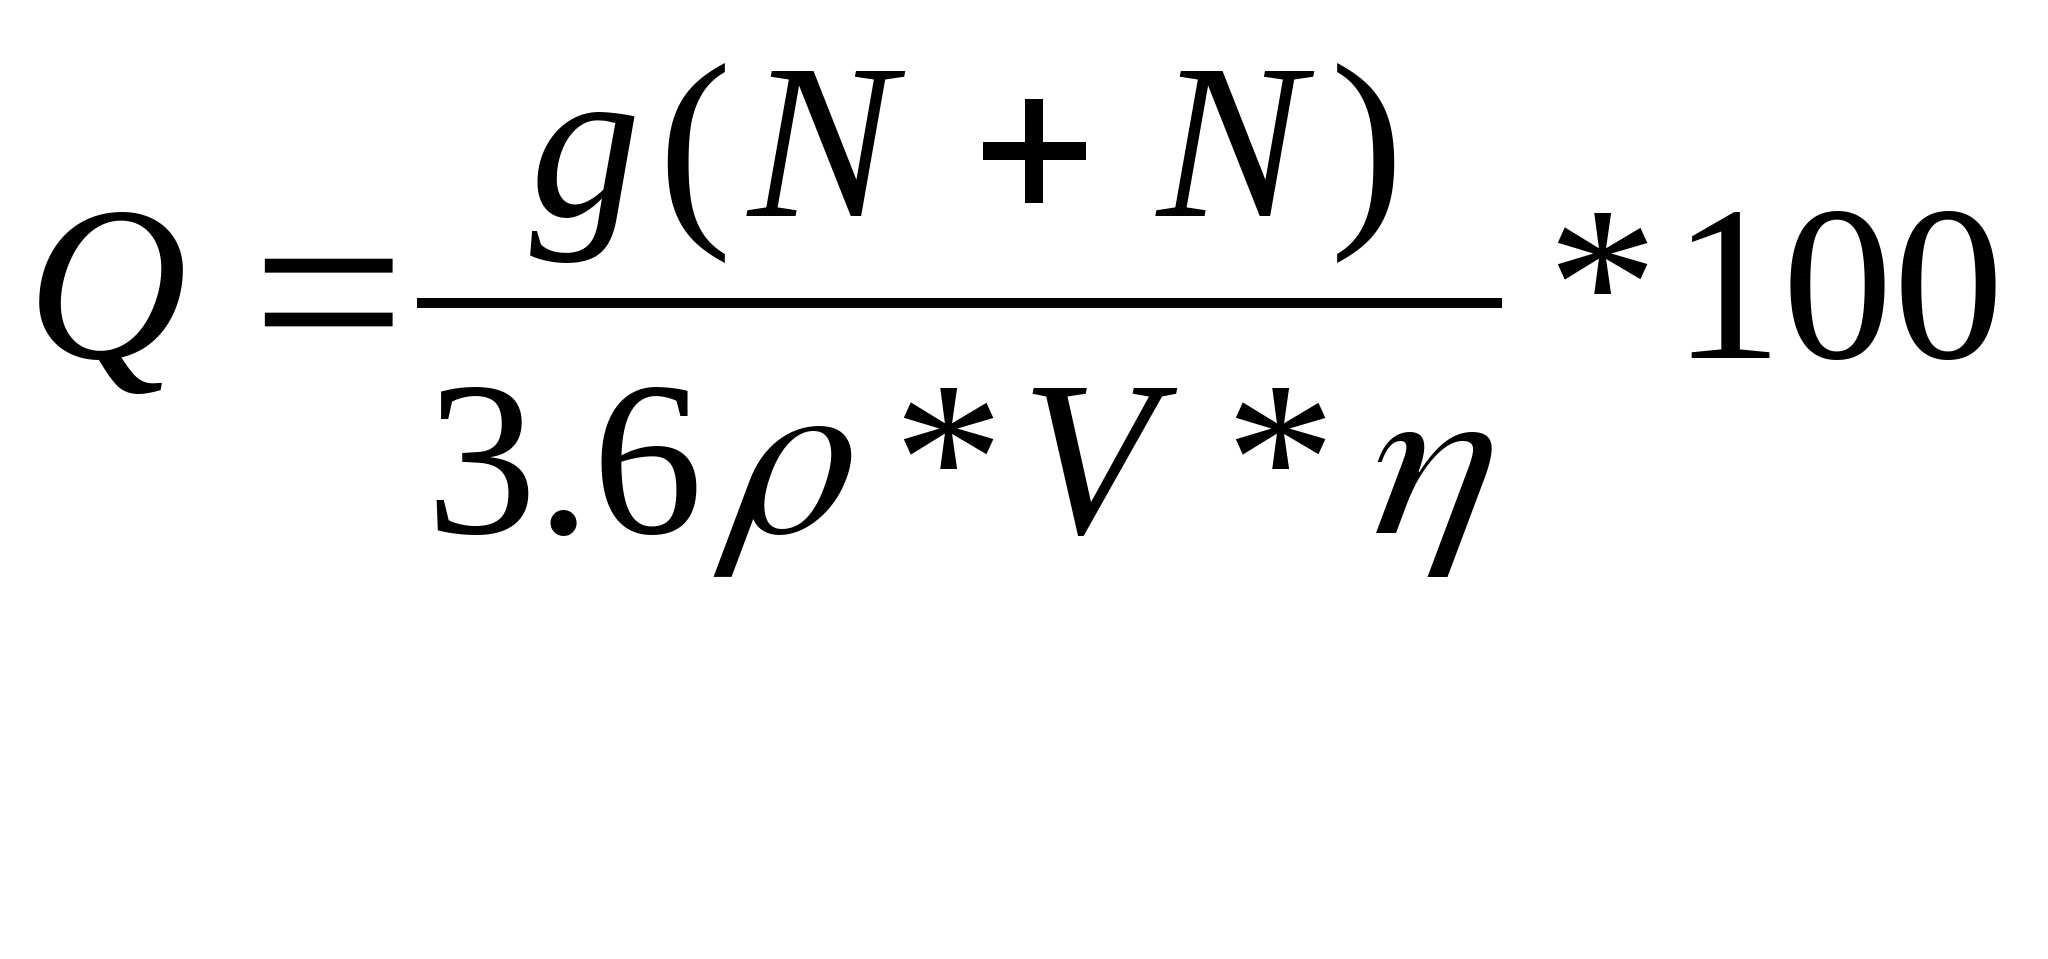 Q = g(N + N) / 3.6ρ * V * η * 100